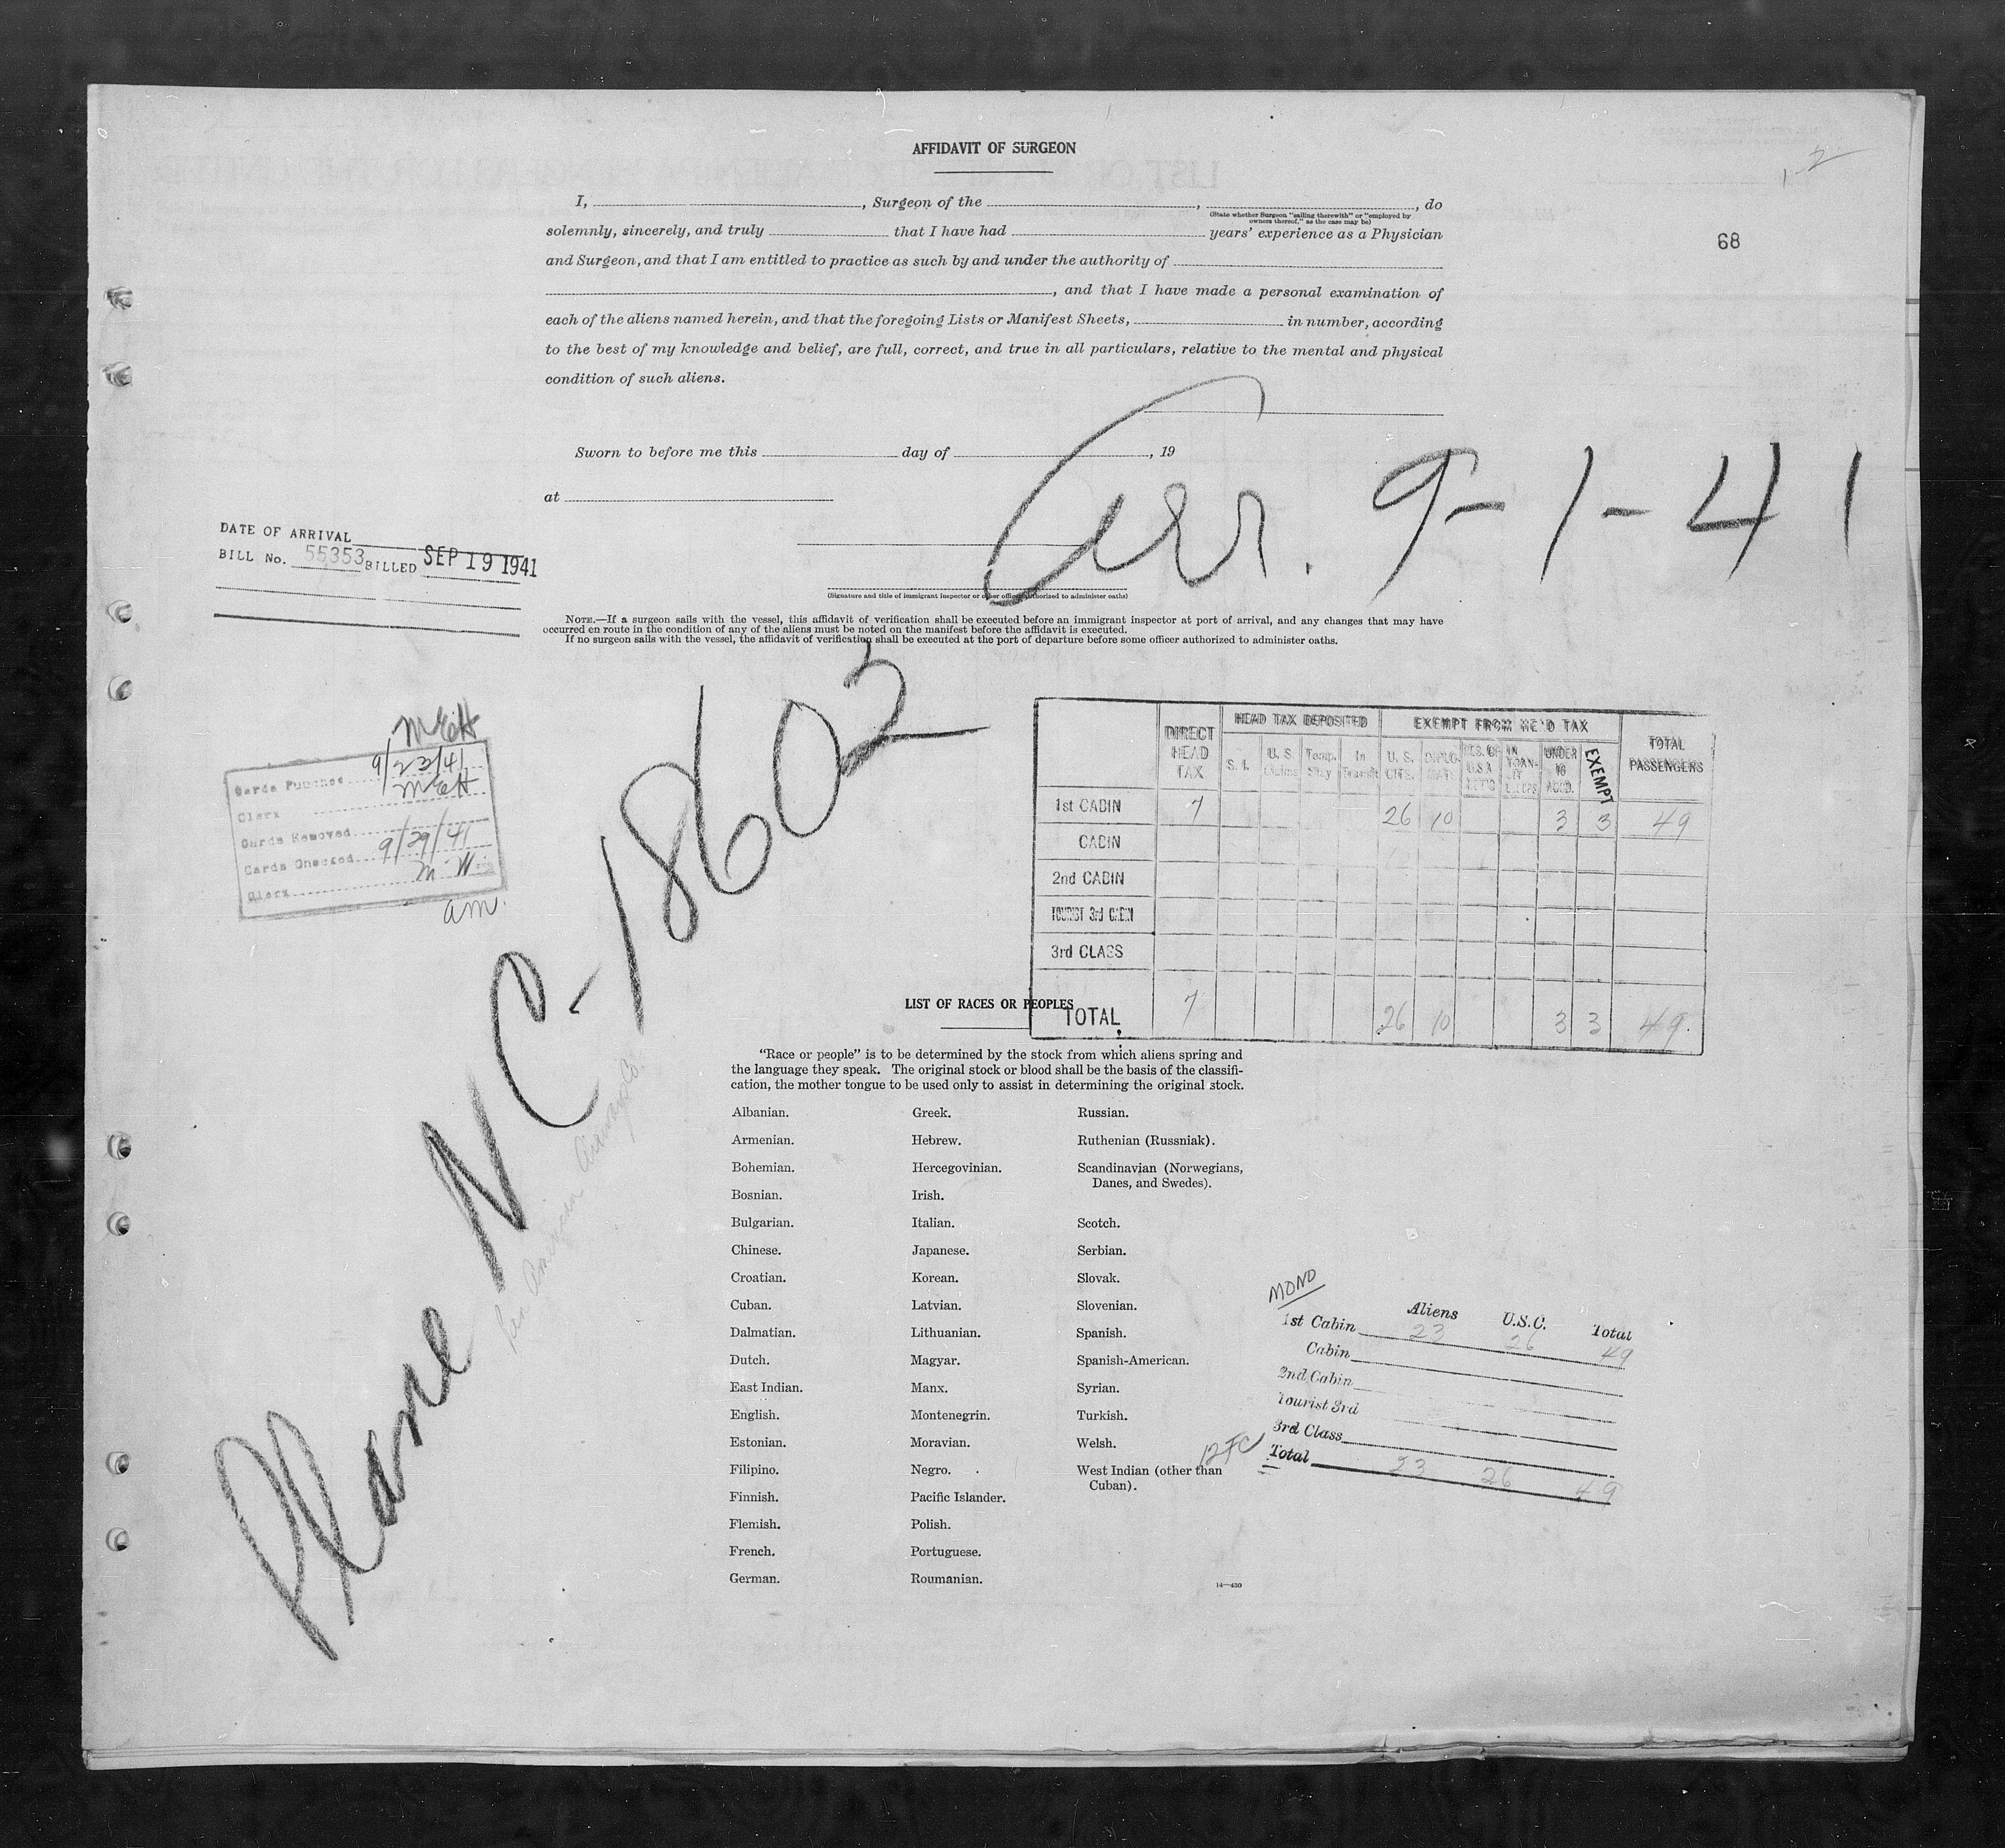 AFFIDAVIT OF SURGEON
2
68
I, , Surgeon of the , , do
(State whether Surgeon "sailing therewith" or "employed by
owners thereof," as the case may be)
solemnly, sincerely, and truly that I have had years' experience as a Physician
and Surgeon, and that I am entitled to practice as such by and under the authority of
, and that I have made a personal examination of
each of the aliens named herein, and that the foregoing Lists or Manifest Sheets, in number, according
to the best of my knowledge and belief, are full, correct, and true in all particulars, relative to the mental and physical
condition of such aliens.
Sworn to before me this day of , 19
at
Arr. 9-1-41
DATE OF ARRIVAL
BILL No. 55353 BILLED SEP 19 1941
(Signature and title of immigrant inspector or other officer authorized to administer oaths)
NOTE.—If a surgeon sails with the vessel, this affidavit of verification shall be executed before an immigrant inspector at port of arrival, and any changes that may have
occurred en route in the condition of any of the aliens must be noted on the manifest before the affidavit is executed.
If no surgeon sails with the vessel, the affidavit of verification shall be executed at the port of departure before some officer authorized to administer oaths.
Plane NC-18602
Cards Punched 9/23/41
Clerk
Cards Removed
Cards Checked 9/29/41
Clerk
am.
DIRECT HEAD TAX
HEAD TAX DEPOSITED
EXEMPT FROM HEAD TAX
TOTAL PASSENGERS
S. I.
U. S. Claims
Temp. Stay
In Transit
U. S. CITS.
DIPLO-MATS
UNDER 16 ACCD.
EXEMPT
1st CABIN 7 26 10 3 3 49
CABIN
2nd CABIN
TOURIST 3rd CABIN
3rd CLASS
TOTAL 7 26 10 3 3 49.
LIST OF RACES OR PEOPLES
"Race or people" is to be determined by the stock from which aliens spring and
the language they speak. The original stock or blood shall be the basis of the classifi-
cation, the mother tongue to be used only to assist in determining the original stock.
Albanian.
Armenian.
Bohemian.
Bosnian.
Bulgarian.
Chinese.
Croatian.
Cuban.
Dalmatian.
Dutch.
East Indian.
English.
Estonian.
Filipino.
Finnish.
Flemish.
French.
German.
Greek.
Hebrew.
Hercegovinian.
Irish.
Italian.
Japanese.
Korean.
Latvian.
Lithuanian.
Magyar.
Manx.
Montenegrin.
Moravian.
Negro.
Pacific Islander.
Polish.
Portuguese.
Roumanian.
Russian.
Ruthenian (Russniak).
Scandinavian (Norwegians,
Danes, and Swedes).
Scotch.
Serbian.
Slovak.
Slovenian.
Spanish.
Spanish-American.
Syrian.
Turkish.
Welsh.
West Indian (other than
Cuban).
14—430
MONO
Aliens U.S.C. Total
1st Cabin 23 26 49
Cabin
2nd Cabin
Tourist 3rd
3rd Class
Total 23 26 49